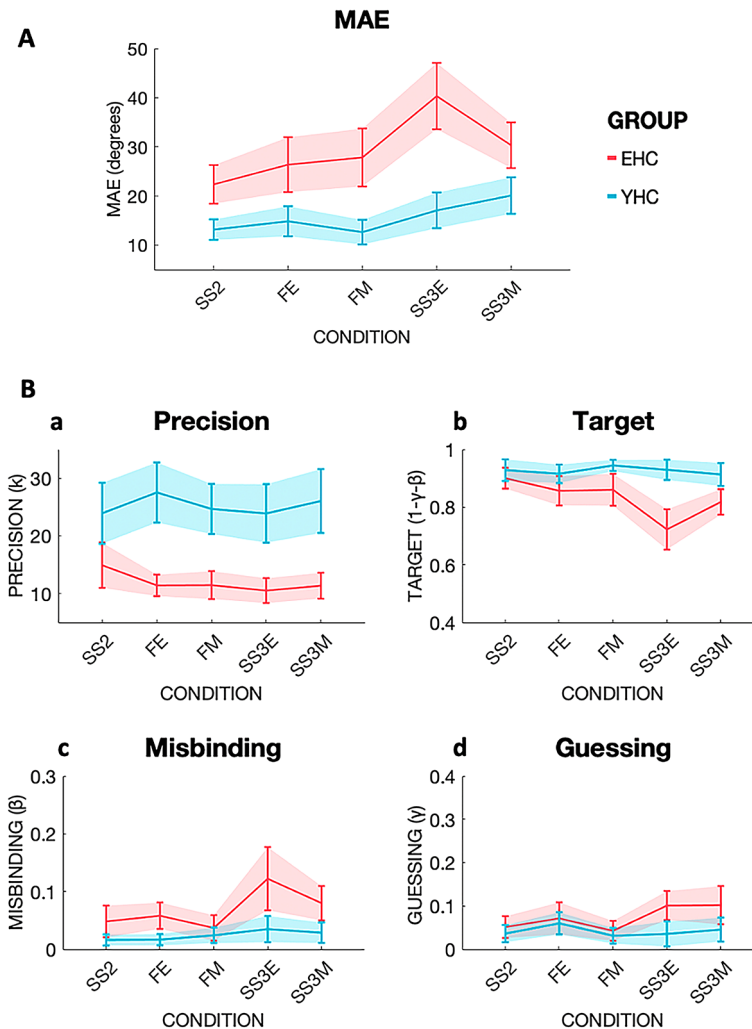 A
MAE
50
40
30
20
10
MAE (degrees)
SS2
FE
FM
SS3E
SS3M
CONDITION
GROUP
EHC
YHC
B
a
Precision
30
20
10
PRECISION (k)
SS2
FE
FM
SS3E
SS3M
CONDITION
b
Target
1
0.8
0.6
0.4
TARGET (1-γ-β)
SS2
FE
FM
SS3E
SS3M
CONDITION
c
Misbinding
0.3
0.2
0.1
0
MISBINDING (β)
SS2
FE
FM
SS3E
SS3M
CONDITION
d
Guessing
0.4
0.3
0.2
0.1
0
GUESSING (γ)
SS2
FE
FM
SS3E
SS3M
CONDITION